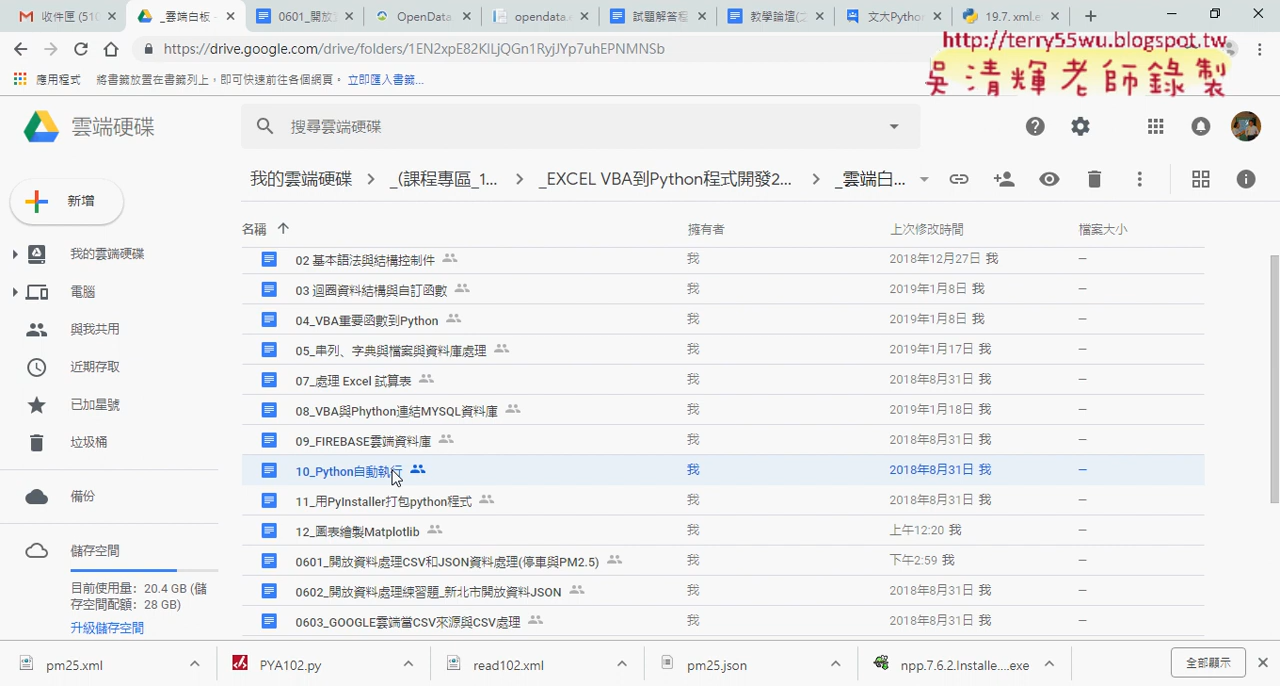 收件匣 (510
_雲端白板 -
0601_開放
OpenData
opendata.c
試題解答程
教學論壇(文
文大Python
19.7. xml.e
https://drive.google.com/drive/folders/1EN2xpE82KILjQGn1RyjJYp7uhEPNMNSb
http://terry55wu.blogspot.tw
吳清輝老師錄製
應用程式 將書籤放置在書籤列上，即可快速前往各個網頁。 立即匯入書籤...
雲端硬碟
搜尋雲端硬碟
新增
我的雲端硬碟
電腦
與我共用
近期存取
已加星號
垃圾桶
備份
儲存空間
目前使用量： 20.4 GB (儲
存空間配額： 28 GB)
升級儲存空間
我的雲端硬碟 > _(課程專區_1... > _EXCEL VBA到Python程式開發2... > _雲端白...
名稱 擁有者 上次修改時間 檔案大小
02 基本語法與結構控制件 我 2018年12月27日 我 –
03 迴圈資料結構與自訂函數 我 2019年1月8日 我 –
04_VBA重要函數到Python 我 2019年1月8日 我 –
05_串列、字典與檔案與資料庫處理 我 2019年1月17日 我 –
07_處理 Excel 試算表 我 2018年8月31日 我 –
08_VBA與Phython連結MYSQL資料庫 我 2019年1月18日 我 –
09_FIREBASE雲端資料庫 我 2018年8月31日 我 –
10_Python自動執行 我 2018年8月31日 我 –
11_用PyInstaller打包python程式 我 2018年8月31日 我 –
12_圖表繪製Matplotlib 我 上午12:20 我 –
0601_開放資料處理CSV和JSON資料處理(停車與PM2.5) 我 下午2:59 我 –
0602_開放資料處理練習題_新北市開放資料JSON 我 2018年8月31日 我 –
0603_GOOGLE雲端當CSV來源與CSV處理 我 2018年8月31日 我 –
pm25.xml
PYA102.py
read102.xml
pm25.json
npp.7.6.2.Installe....exe
全部顯示